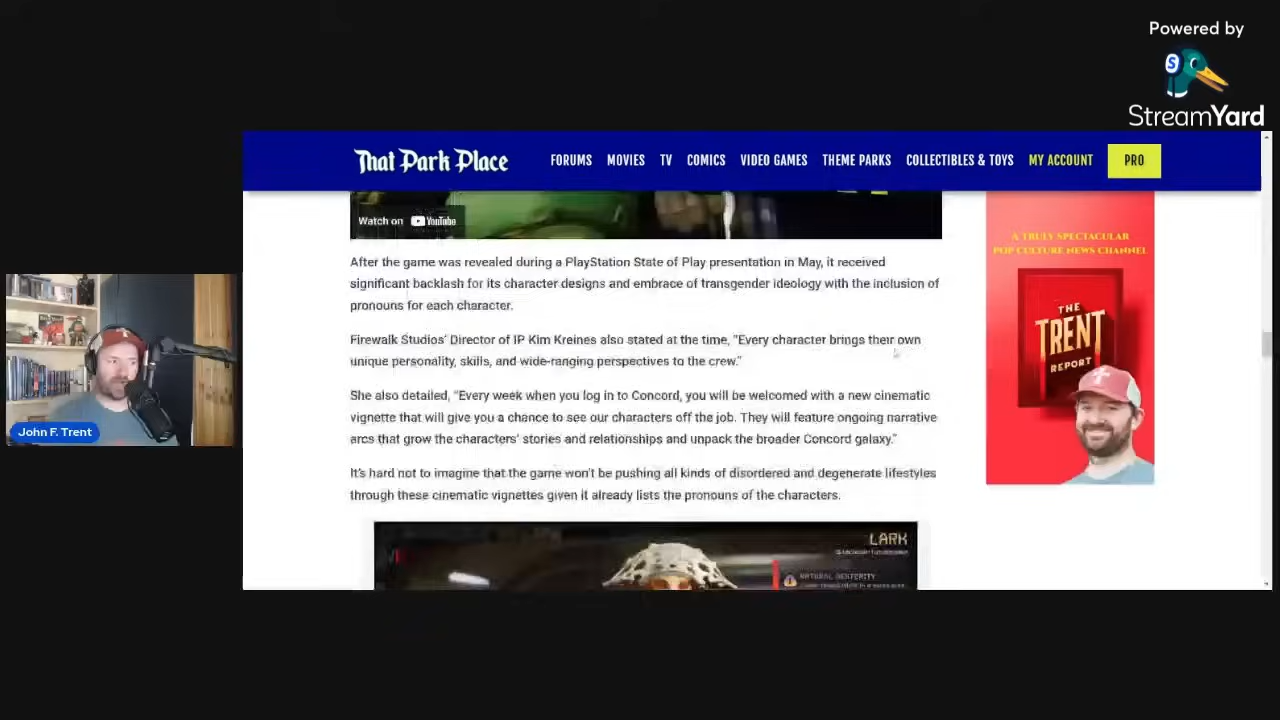 Powered by
S
StreamYard
That Park Place
FORUMS MOVIES TV COMICS VIDEO GAMES THEME PARKS COLLECTIBLES & TOYS MY ACCOUNT PRO
Watch on YouTube
After the game was revealed during a PlayStation State of Play presentation in May, it received
significant backlash for its character designs and embrace of transgender ideology with the inclusion of
pronouns for each character.
Firewalk Studios' Director of IP Kim Kreines also stated at the time, "Every character brings their own
unique personality, skills, and wide-ranging perspectives to the crew."
She also detailed, "Every week when you log in to Concord, you will be welcomed with a new cinematic
vignette that will give you a chance to see our characters off the job. They will feature ongoing narrative
arcs that grow the characters' stories and relationships and unpack the broader Concord galaxy."
It's hard not to imagine that the game won't be pushing all kinds of disordered and degenerate lifestyles
through these cinematic vignettes given it already lists the pronouns of the characters.
LARK
NATURAL DEXTERITY
A TRULY SPECTACULAR
POP CULTURE NEWS CHANNEL
THE
TRENT
REPORT
John F. Trent